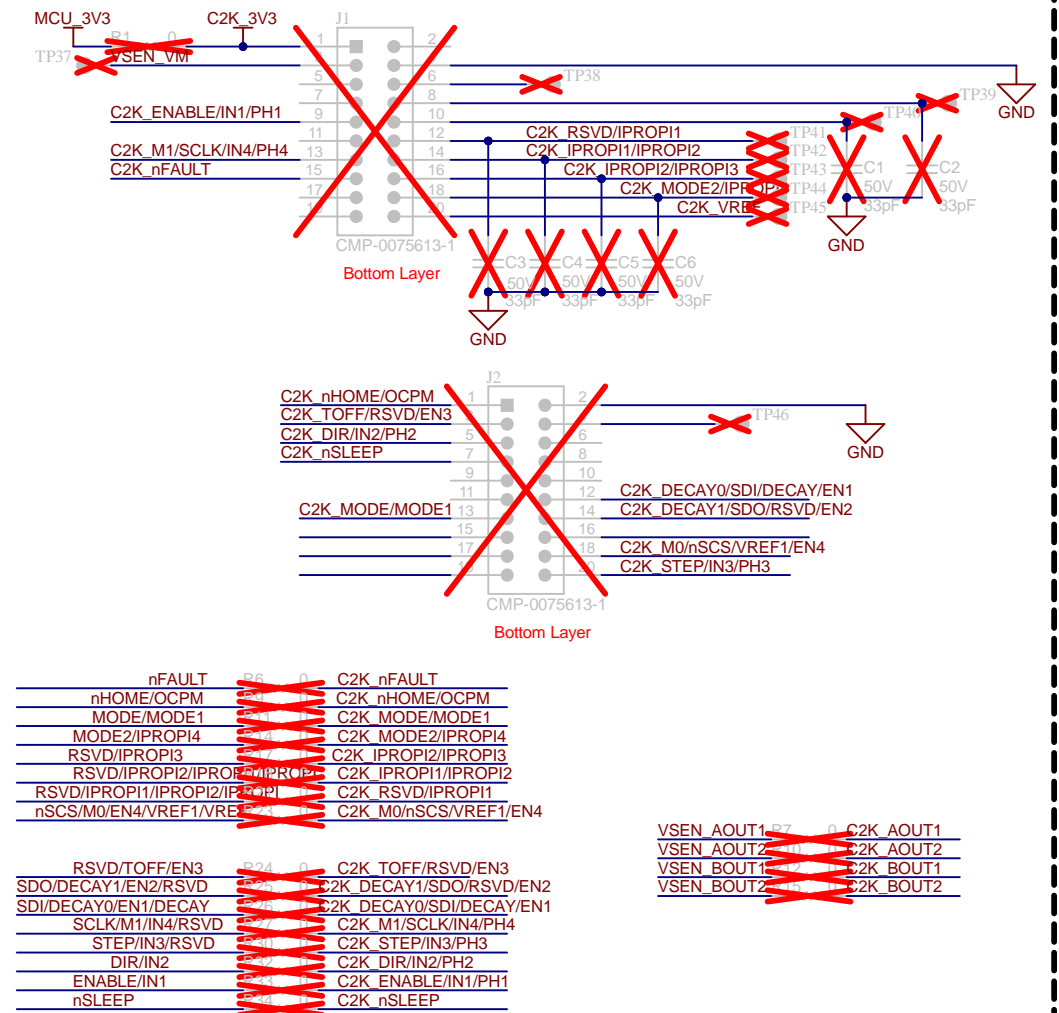 MCU_3V3
C2K_3V3
J1
R1 0
1
2
TP37
VSEN_VM
5
6
TP38
7
8
TP39
GND
C2K_ENABLE/IN1/PH1
9
10
TP40
11
12
C2K_RSVD/IPROPI1
TP41
C2K_M1/SCLK/IN4/PH4
13
14
C2K_IPROPI1/IPROPI2
TP42
C2K_nFAULT
15
16
C2K_IPROPI2/IPROPI3
TP43
17
18
TP44
20
TP45
C1
50V
33pF
C2
50V
33pF
GND
CMP-0075613-1
Bottom Layer
C3
50V
33pF
C4
50V
33pF
C5
50V
33pF
C6
50V
33pF
GND
J2
C2K_nHOME/OCPM
1
2
C2K_TOFF/RSVD/EN3
TP46
C2K_DIR/IN2/PH2
5
6
C2K_nSLEEP
7
8
GND
9
10
11
12
C2K_DECAY0/SDI/DECAY/EN1
C2K_MODE/MODE1
13
14
C2K_DECAY1/SDO/RSVD/EN2
15
16
17
18
C2K_M0/nSCS/VREF1/EN4
20
C2K_STEP/IN3/PH3
CMP-0075613-1
Bottom Layer
nFAULT
R6 0
C2K_nFAULT
nHOME/OCPM
C2K_nHOME/OCPM
MODE/MODE1
C2K_MODE/MODE1
MODE2/IPROPI4
C2K_MODE2/IPROPI4
RSVD/IPROPI3
C2K_IPROPI2/IPROPI3
C2K_IPROPI1/IPROPI2
C2K_RSVD/IPROPI1
C2K_M0/nSCS/VREF1/EN4
VSEN_AOUT1
R7 0
C2K_AOUT1
VSEN_AOUT2
C2K_AOUT2
VSEN_BOUT1
C2K_BOUT1
VSEN_BOUT2
C2K_BOUT2
RSVD/TOFF/EN3
R24 0
C2K_TOFF/RSVD/EN3
SDO/DECAY1/EN2/RSVD
C2K_DECAY1/SDO/RSVD/EN2
SDI/DECAY0/EN1/DECAY
C2K_DECAY0/SDI/DECAY/EN1
SCLK/M1/IN4/RSVD
C2K_M1/SCLK/IN4/PH4
STEP/IN3/RSVD
C2K_STEP/IN3/PH3
DIR/IN2
C2K_DIR/IN2/PH2
ENABLE/IN1
C2K_ENABLE/IN1/PH1
nSLEEP
C2K_nSLEEP